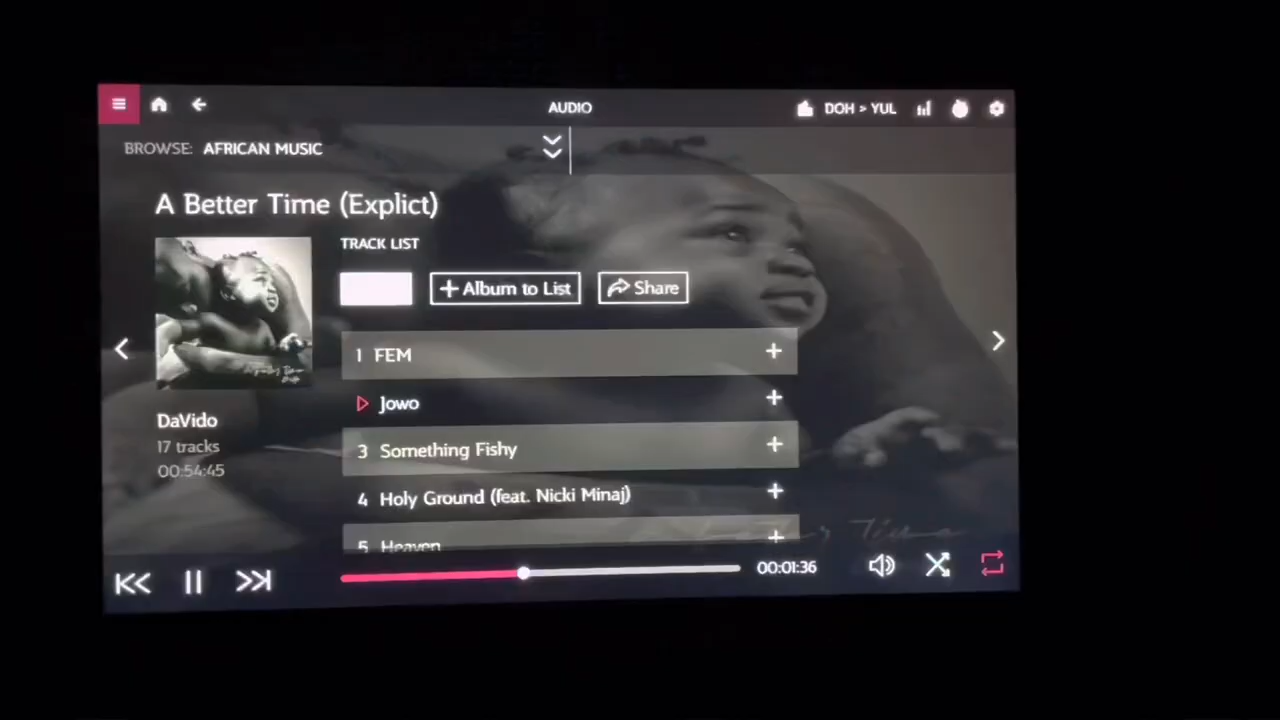 AUDIO
DOH > YUL
BROWSE: AFRICAN MUSIC
A Better Time (Explict)
TRACK LIST
+ Album to List
Share
1 FEM +
Jowo +
3 Something Fishy +
4 Holy Ground (feat. Nicki Minaj) +
5 Heaven +
DaVido
17 tracks
00:54:45
00:01:36